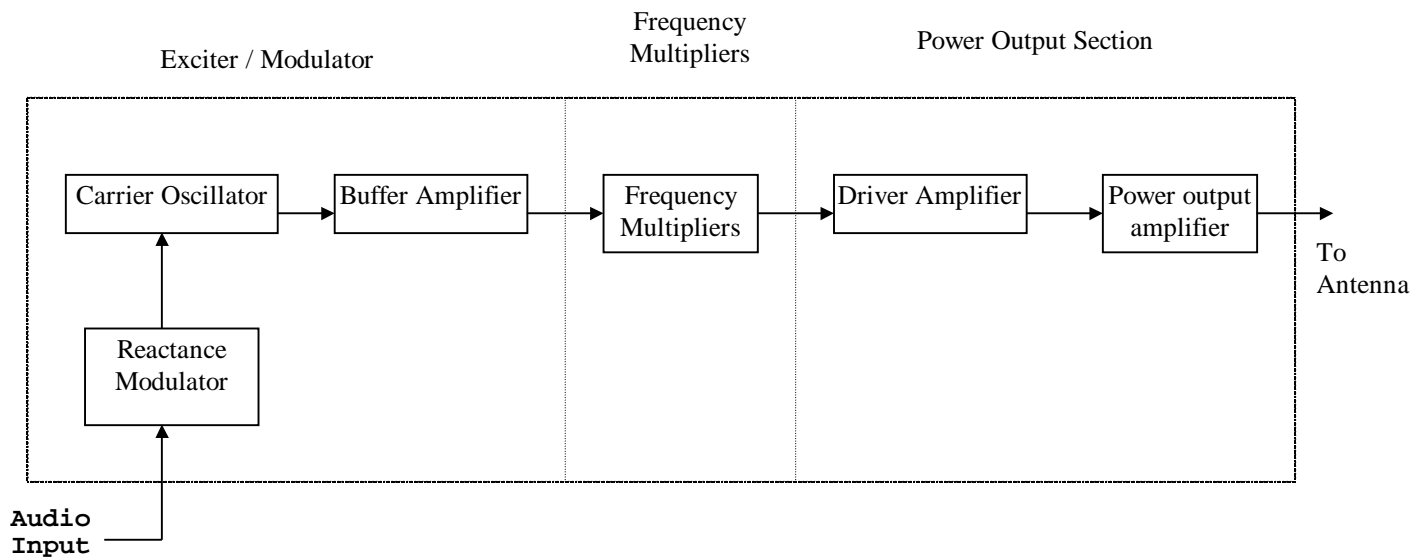 Exciter / Modulator
Frequency
Multipliers
Power Output Section
Carrier Oscillator
Buffer Amplifier
Frequency
Multipliers
Driver Amplifier
Power output
amplifier
To
Antenna
Reactance
Modulator
Audio
Input